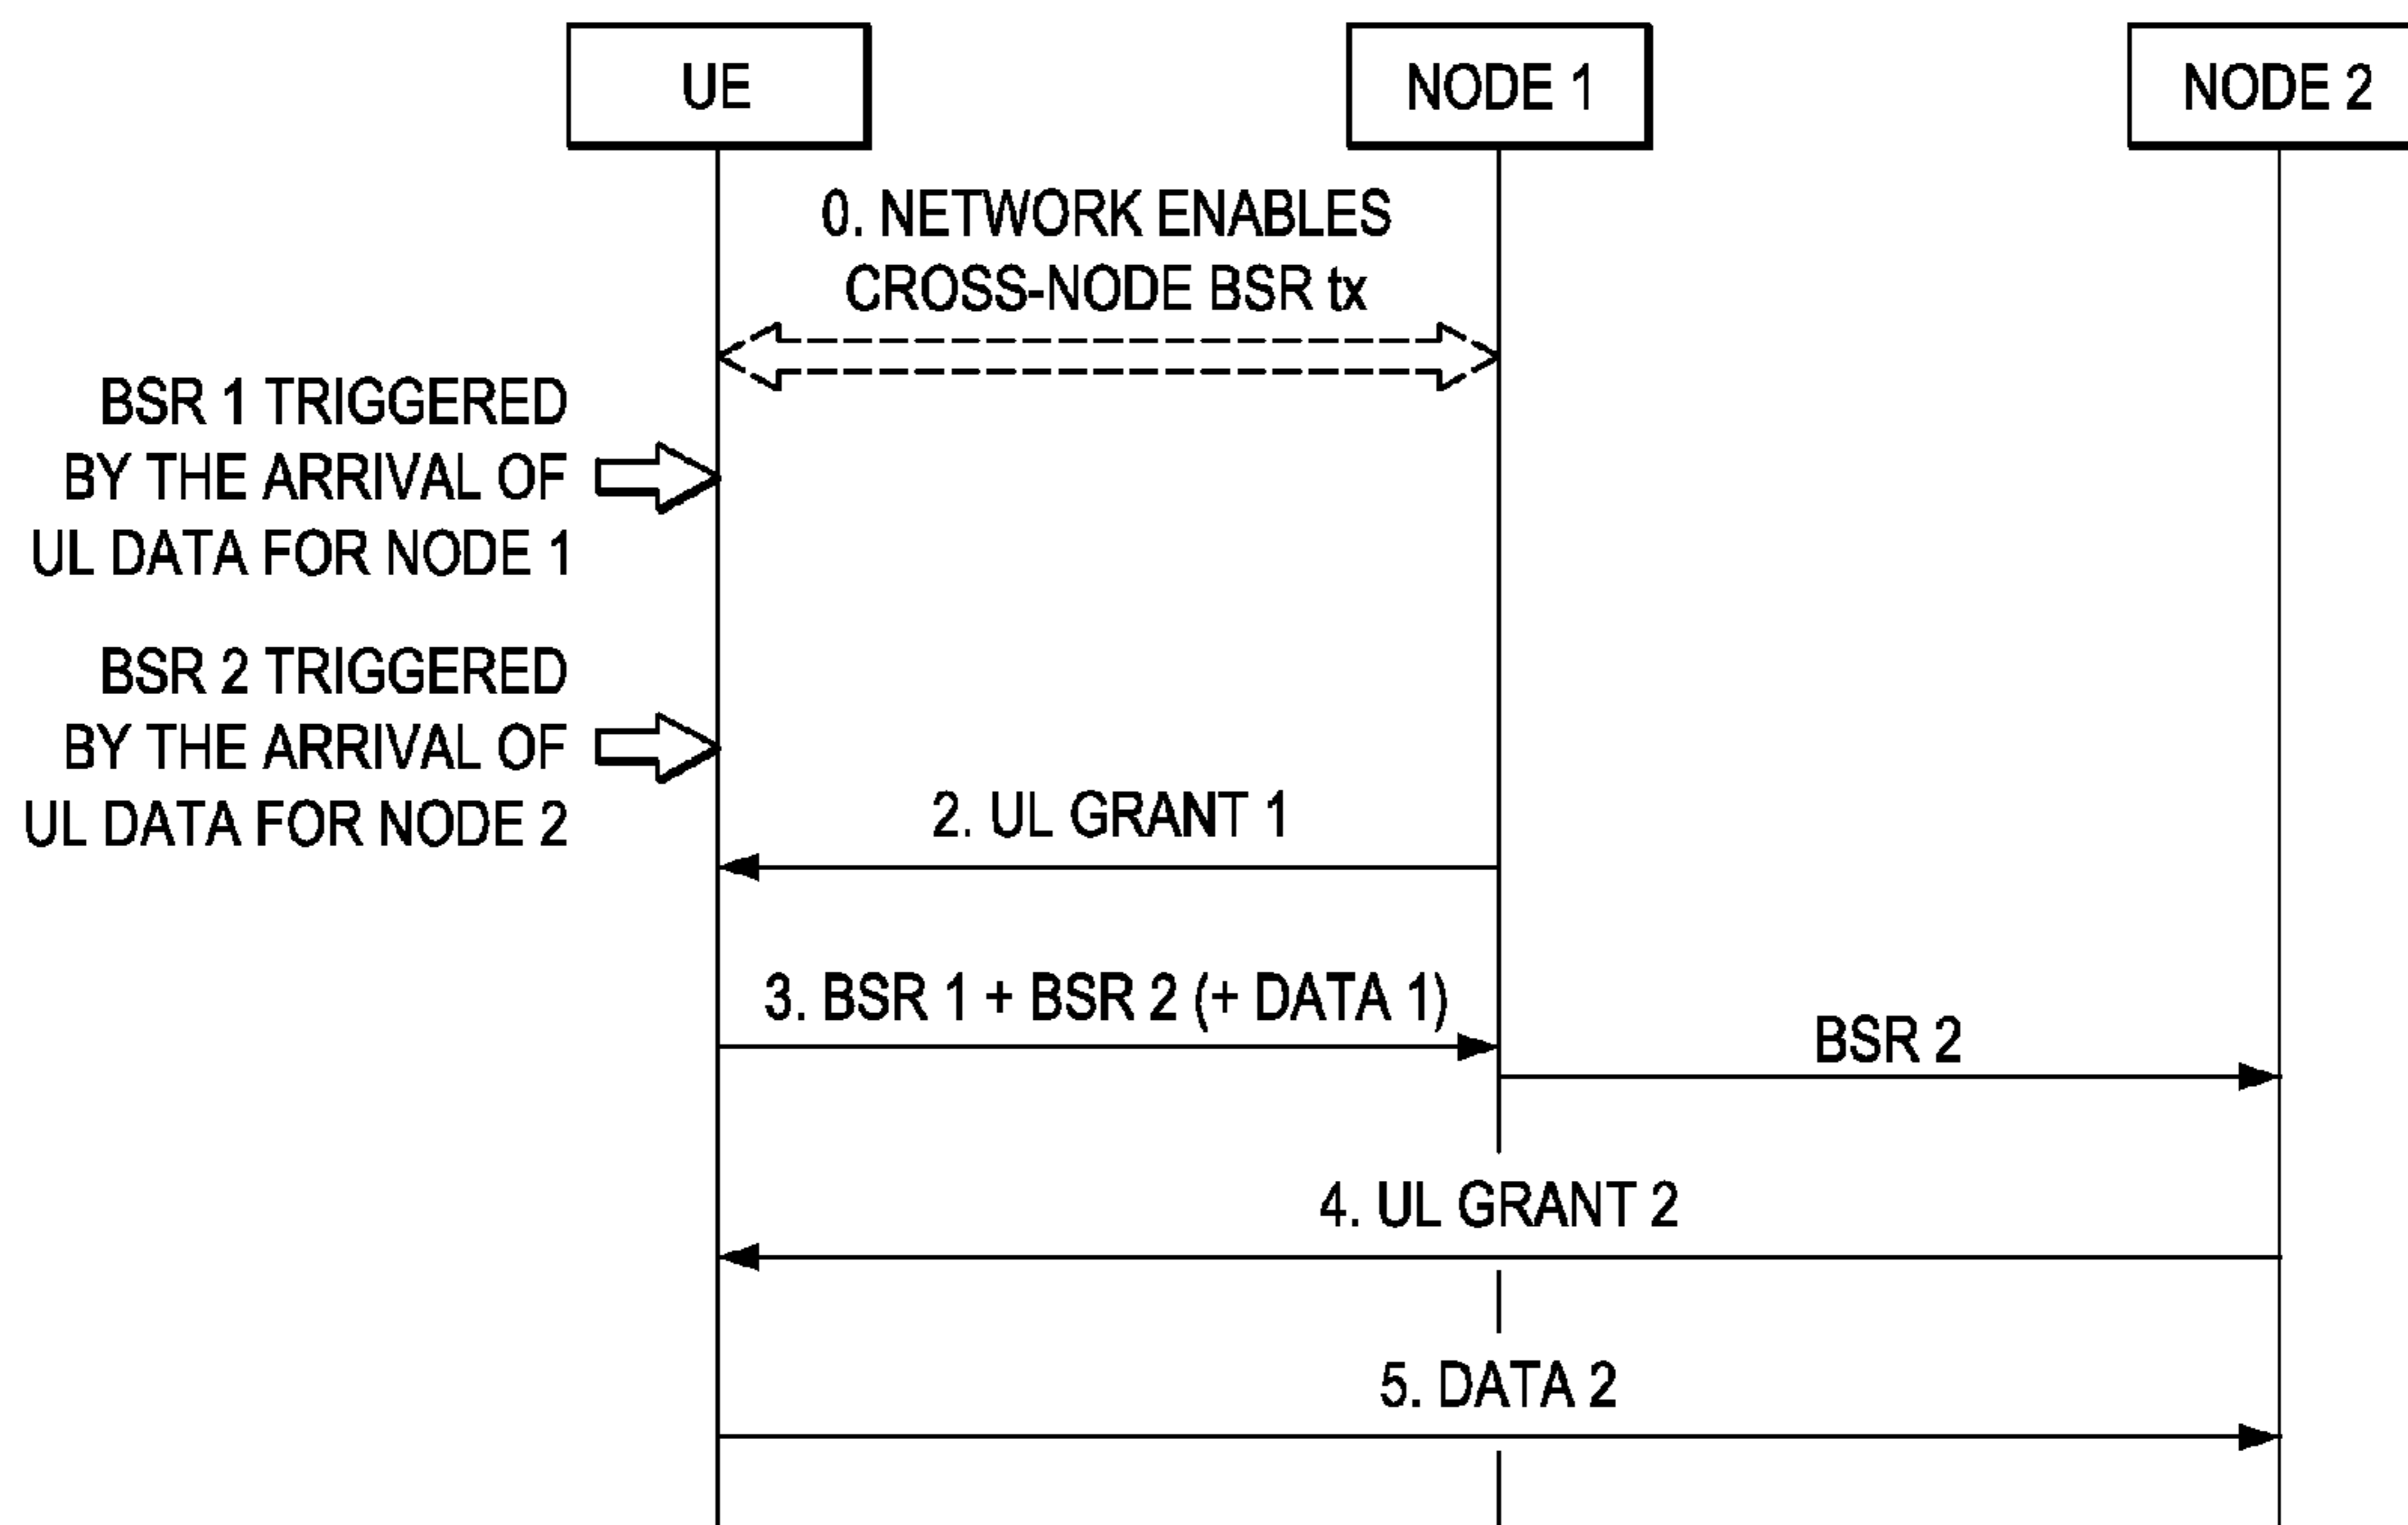 UE
NODE 1
NODE 2
0. NETWORK ENABLES
CROSS-NODE BSR tx
BSR 1 TRIGGERED
BY THE ARRIVAL OF
UL DATA FOR NODE 1
BSR 2 TRIGGERED
BY THE ARRIVAL OF
UL DATA FOR NODE 2
2. UL GRANT 1
3. BSR 1 + BSR 2 (+ DATA 1)
BSR 2
4. UL GRANT 2
5. DATA 2